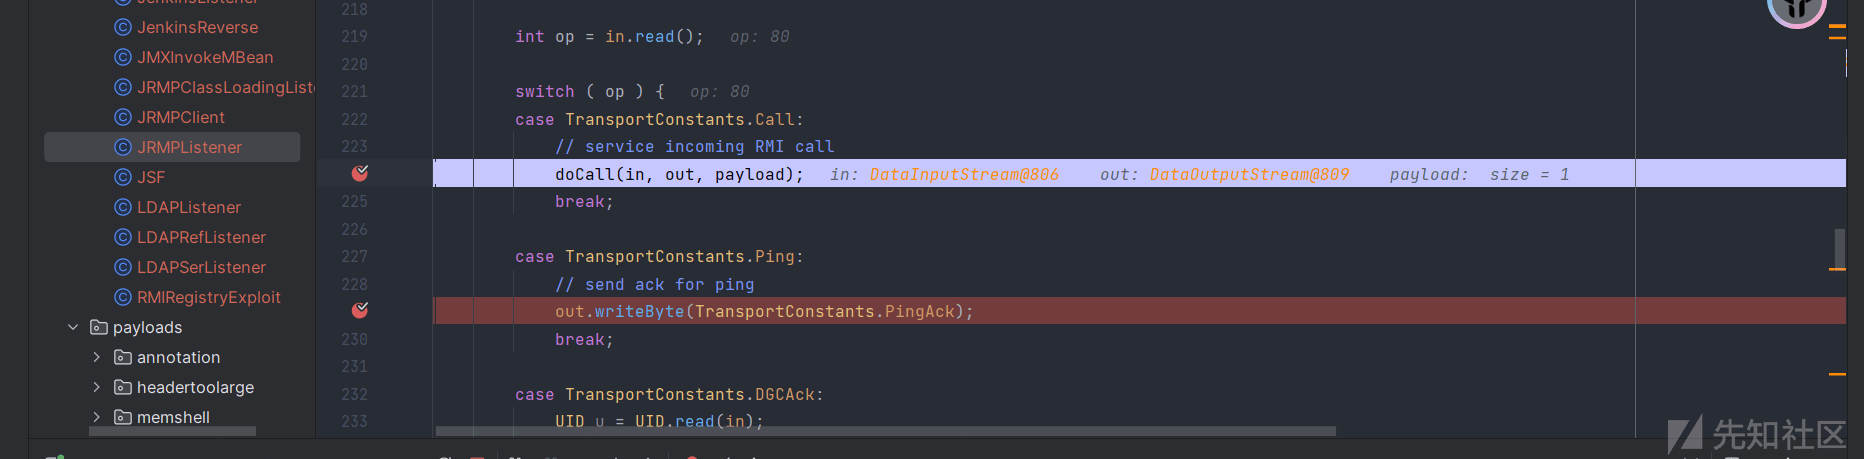 JenkinsListener
JenkinsReverse
JMXInvokeMBean
JRMPClassLoadingListe
JRMPClient
JRMPListener
JSF
LDAPListener
LDAPRefListener
LDAPSerListener
RMIRegistryExploit
payloads
annotation
headertoolarge
memshell
218
219 int op = in.read(); op: 80
220
221 switch ( op ) { op: 80
222 case TransportConstants.Call:
223 // service incoming RMI call
doCall(in, out, payload); in: DataInputStream@806 out: DataOutputStream@809 payload: size = 1
225 break;
226
227 case TransportConstants.Ping:
228 // send ack for ping
out.writeByte(TransportConstants.PingAck);
230 break;
231
232 case TransportConstants.DGCAck:
233 UID u = UID.read(in);
先知社区